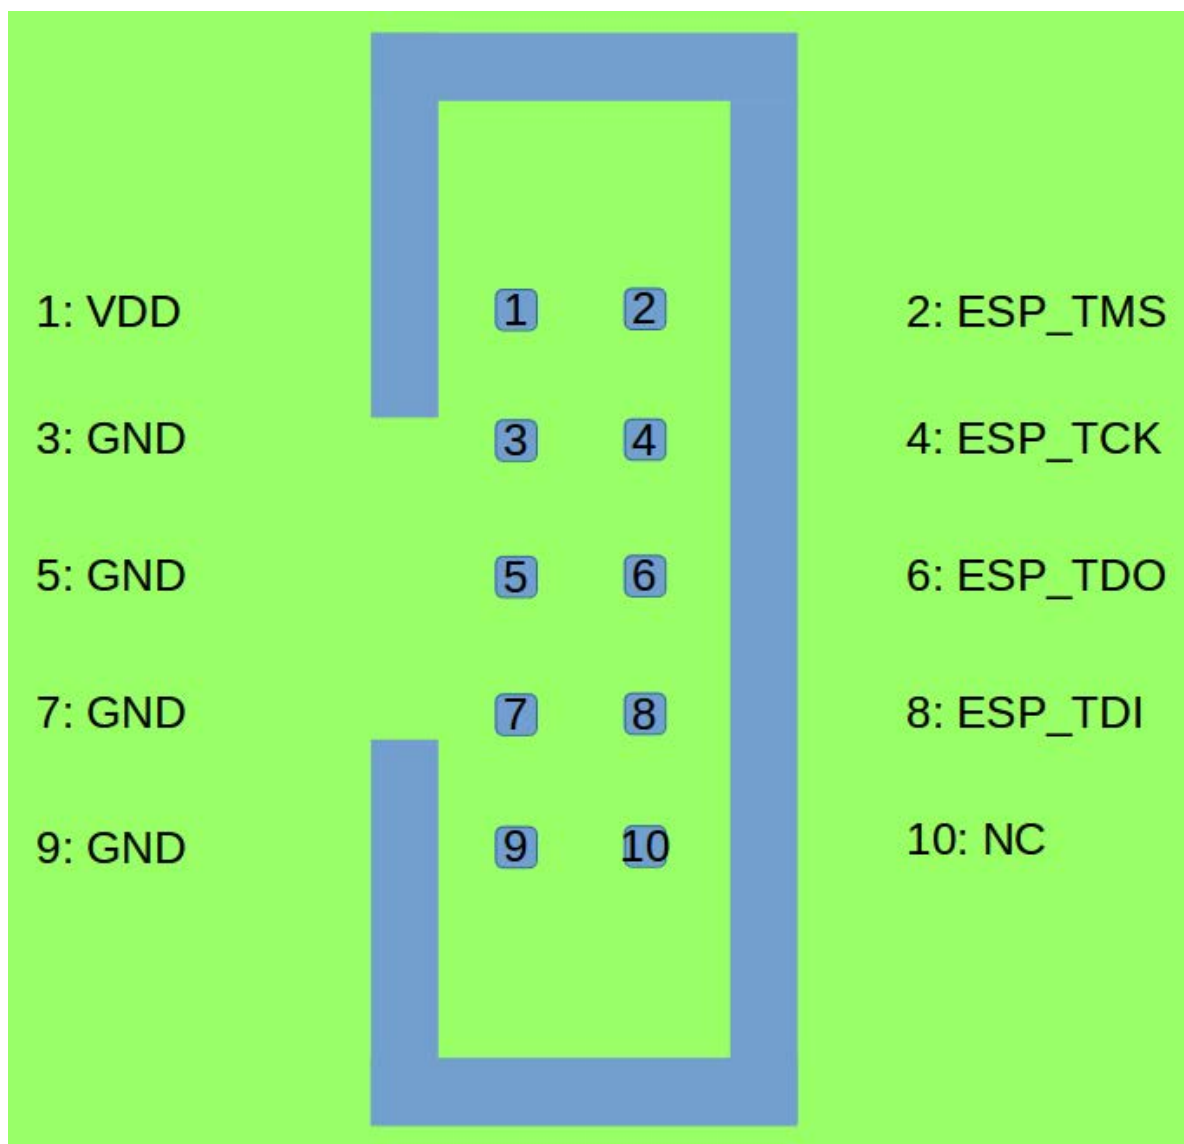 1: VDD
1
2
2: ESP_TMS
3: GND
3
4
4: ESP_TCK
5: GND
5
6
6: ESP_TDO
7: GND
7
8
8: ESP_TDI
9: GND
9
10
10: NC